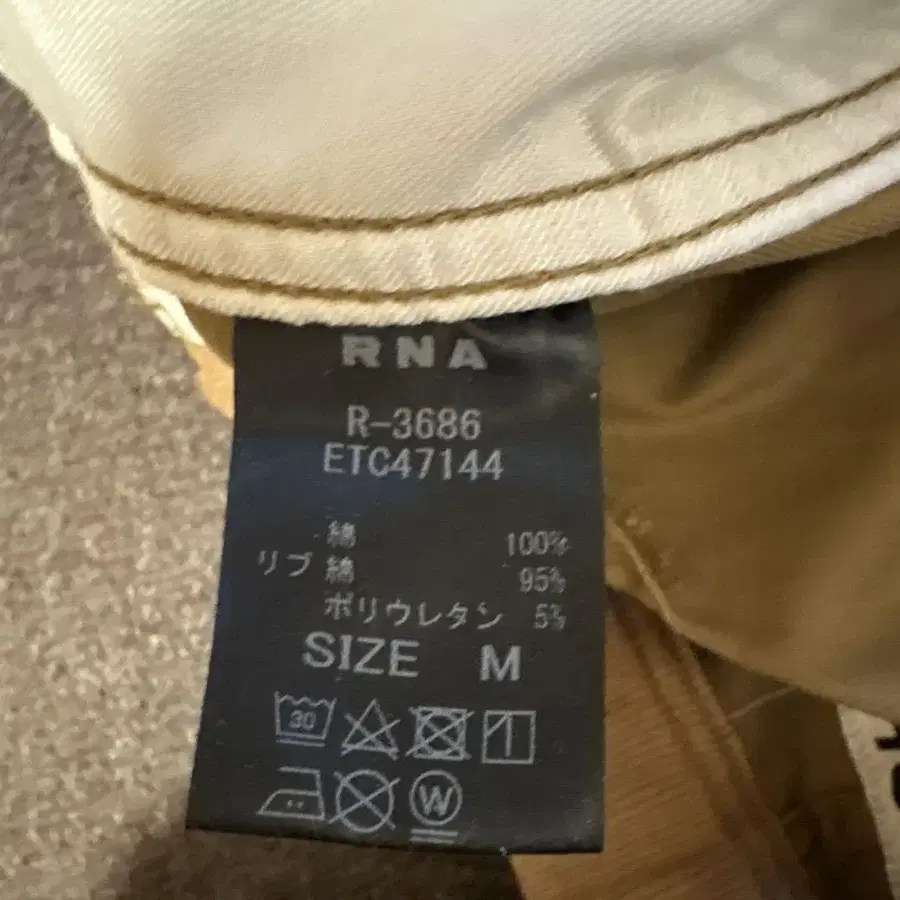 RNA
R-3686
ETC47144
綿 100%
リブ 綿 95%
ポリウレタン 5%
SIZE M
30
W